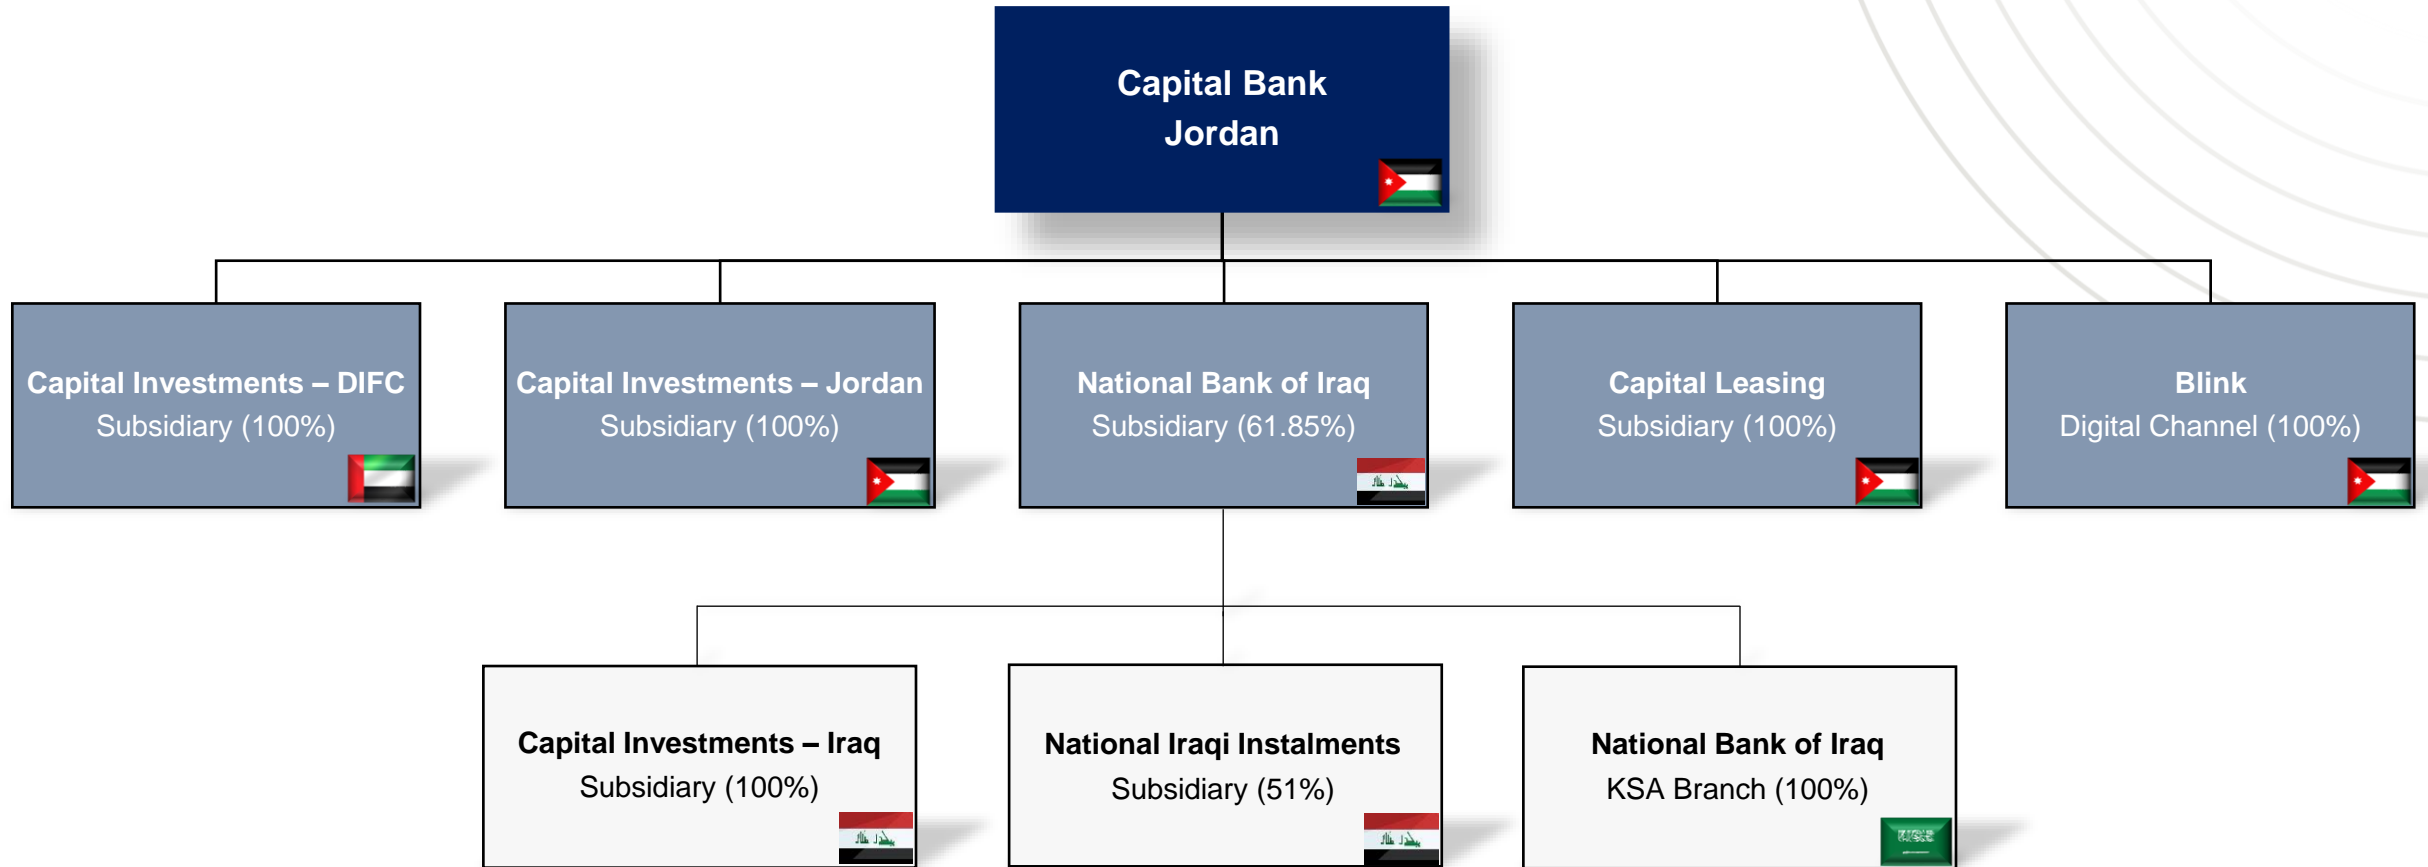 Capital Bank
Jordan
Capital Investments – DIFC
Subsidiary (100%)
Capital Investments – Jordan
Subsidiary (100%)
National Bank of Iraq
Subsidiary (61.85%)
Capital Leasing
Subsidiary (100%)
Blink
Digital Channel (100%)
Capital Investments – Iraq
Subsidiary (100%)
National Iraqi Instalments
Subsidiary (51%)
National Bank of Iraq
KSA Branch (100%)